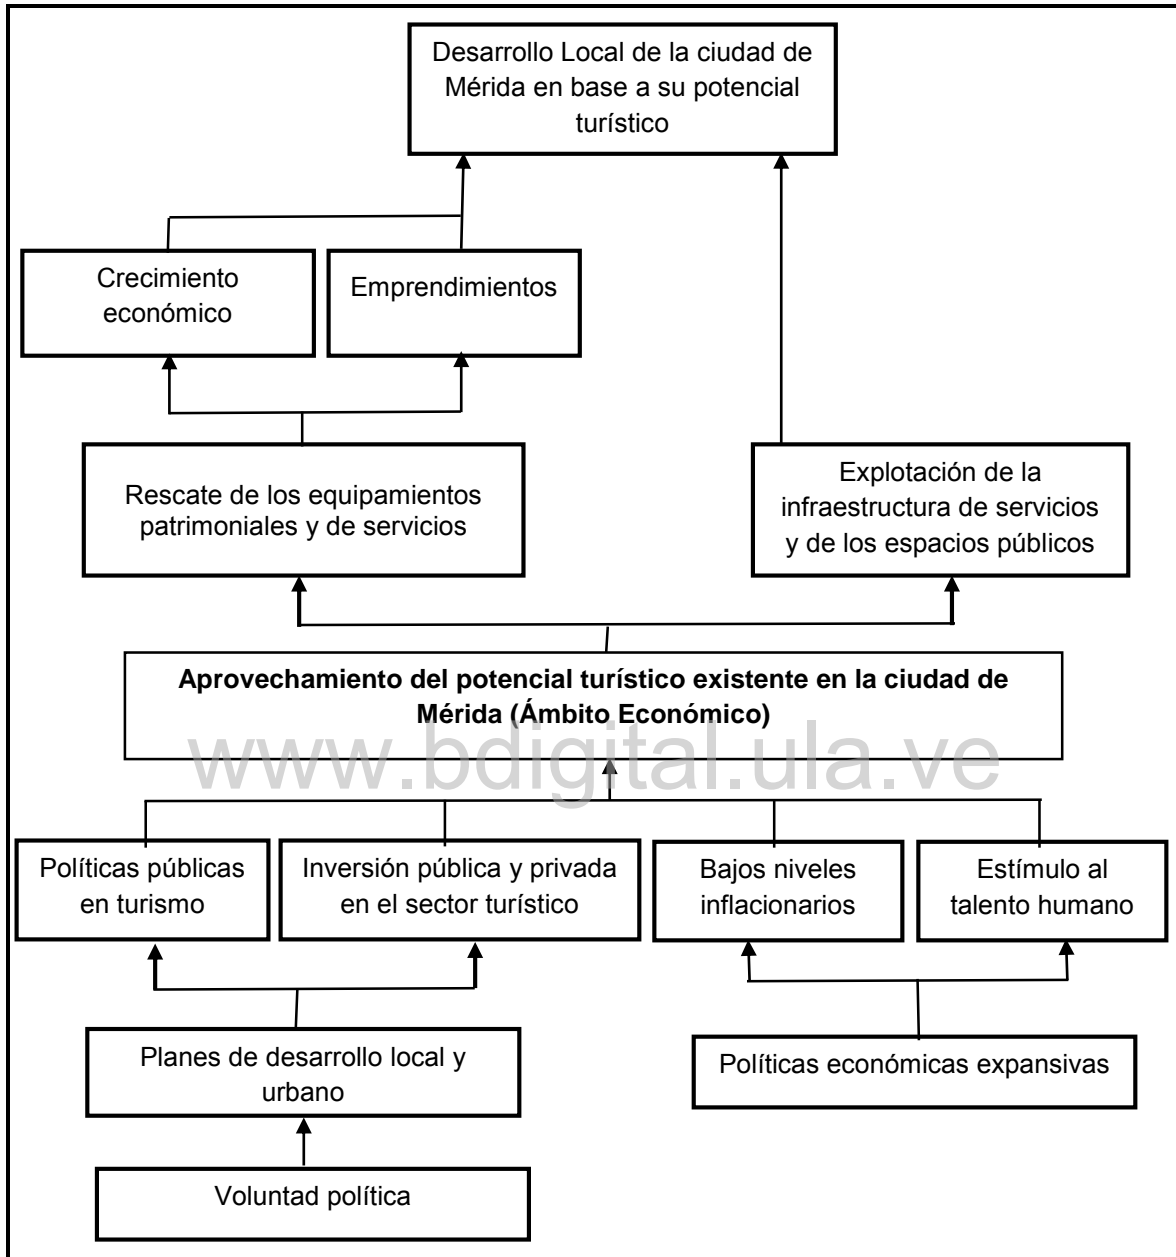 Desarrollo Local de la ciudad de
Mérida en base a su potencial
turístico
Crecimiento
económico
Emprendimientos
Rescate de los equipamientos
patrimoniales y de servicios
Explotación de la
infraestructura de servicios
y de los espacios públicos
Aprovechamiento del potencial turístico existente en la ciudad de
Mérida (Ámbito Económico)
www.bdigital.ula.ve
Políticas públicas
en turismo
Inversión pública y privada
en el sector turístico
Bajos niveles
inflacionarios
Estímulo al
talento humano
Planes de desarrollo local y
urbano
Políticas económicas expansivas
Voluntad política